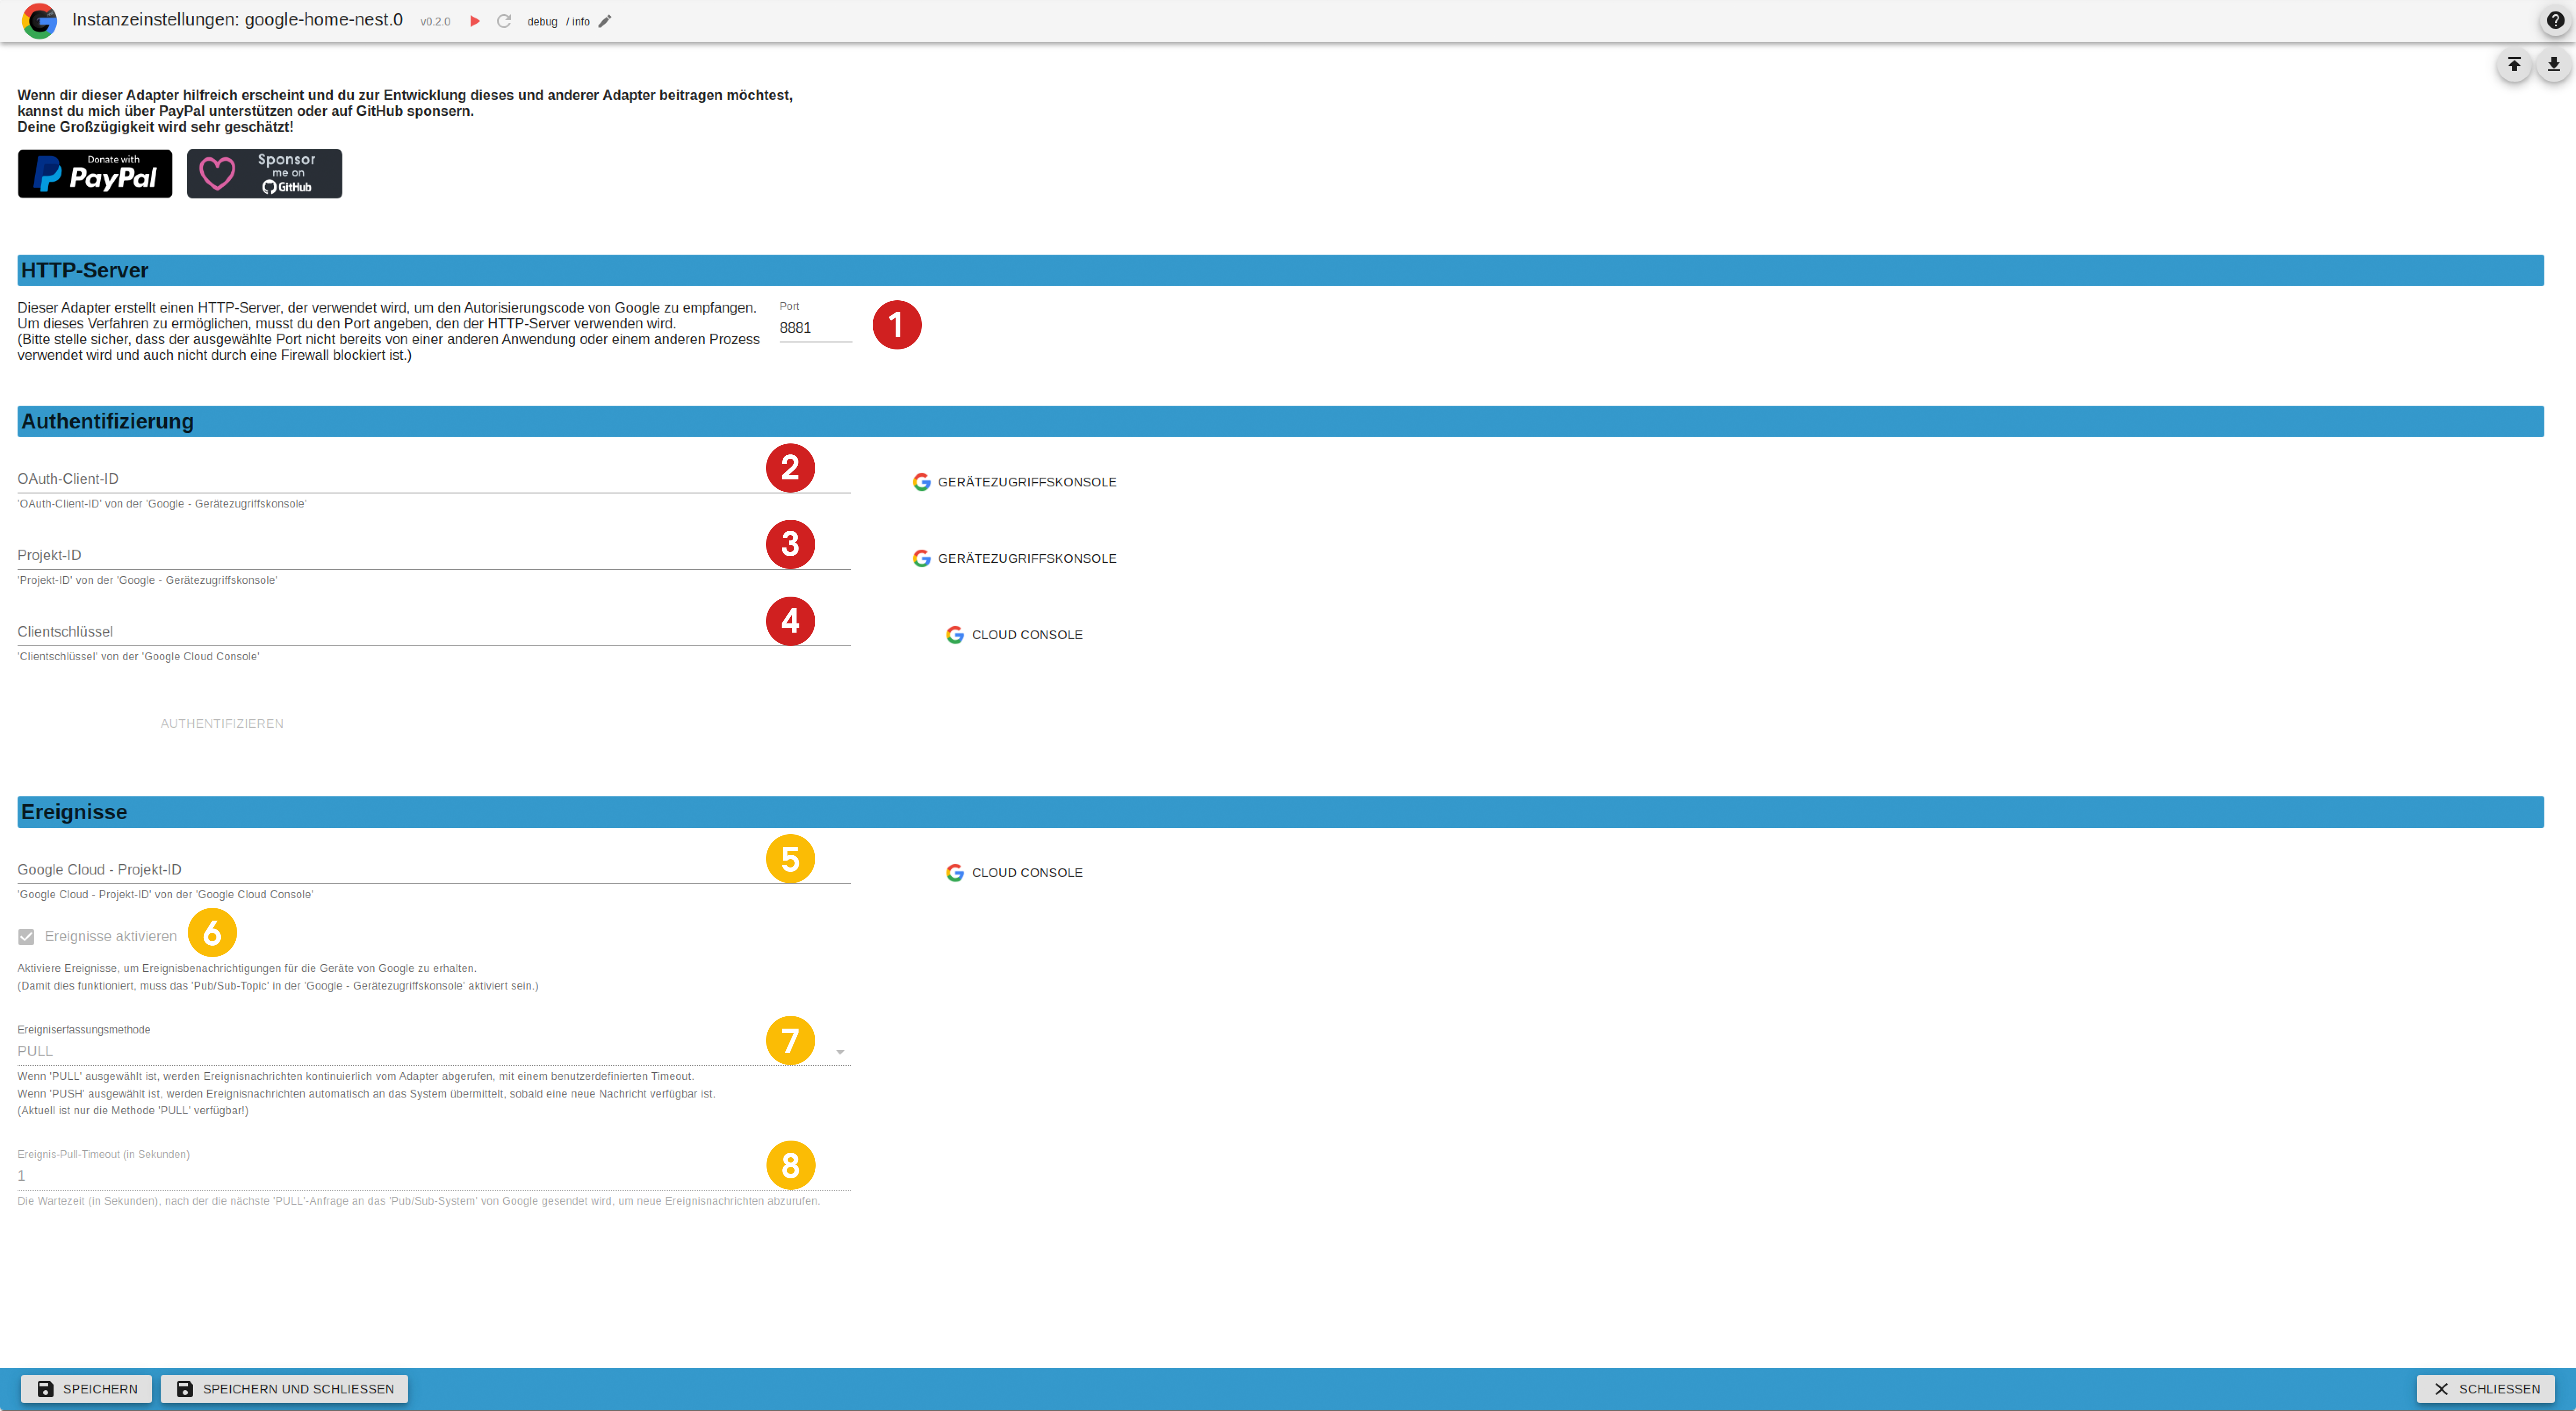 Instanzeinstellungen: google-home-nest.0 v0.2.0 debug / info
Wenn dir dieser Adapter hilfreich erscheint und du zur Entwicklung dieses und anderer Adapter beitragen möchtest,
kannst du mich über PayPal unterstützen oder auf GitHub sponsern.
Deine Großzügigkeit wird sehr geschätzt!
Donate with
PayPal
Sponsor
me on
GitHub
HTTP-Server
Dieser Adapter erstellt einen HTTP-Server, der verwendet wird, um den Autorisierungscode von Google zu empfangen.
Um dieses Verfahren zu ermöglichen, musst du den Port angeben, den der HTTP-Server verwenden wird.
(Bitte stelle sicher, dass der ausgewählte Port nicht bereits von einer anderen Anwendung oder einem anderen Prozess
verwendet wird und auch nicht durch eine Firewall blockiert ist.)
Port
8881
1
Authentifizierung
OAuth-Client-ID
2
GERÄTEZUGRIFFSKONSOLE
'OAuth-Client-ID' von der 'Google - Gerätezugriffskonsole'
Projekt-ID
3
GERÄTEZUGRIFFSKONSOLE
'Projekt-ID' von der 'Google - Gerätezugriffskonsole'
Clientschlüssel
4
CLOUD CONSOLE
'Clientschlüssel' von der 'Google Cloud Console'
AUTHENTIFIZIEREN
Ereignisse
Google Cloud - Projekt-ID
5
CLOUD CONSOLE
'Google Cloud - Projekt-ID' von der 'Google Cloud Console'
Ereignisse aktivieren
6
Aktiviere Ereignisse, um Ereignisbenachrichtigungen für die Geräte von Google zu erhalten.
(Damit dies funktioniert, muss das 'Pub/Sub-Topic' in der 'Google - Gerätezugriffskonsole' aktiviert sein.)
Ereigniserfassungsmethode
PULL
7
Wenn 'PULL' ausgewählt ist, werden Ereignisnachrichten kontinuierlich vom Adapter abgerufen, mit einem benutzerdefinierten Timeout.
Wenn 'PUSH' ausgewählt ist, werden Ereignisnachrichten automatisch an das System übermittelt, sobald eine neue Nachricht verfügbar ist.
(Aktuell ist nur die Methode 'PULL' verfügbar!)
Ereignis-Pull-Timeout (in Sekunden)
1
8
Die Wartezeit (in Sekunden), nach der die nächste 'PULL'-Anfrage an das 'Pub/Sub-System' von Google gesendet wird, um neue Ereignisnachrichten abzurufen.
SPEICHERN
SPEICHERN UND SCHLIESSEN
SCHLIESSEN